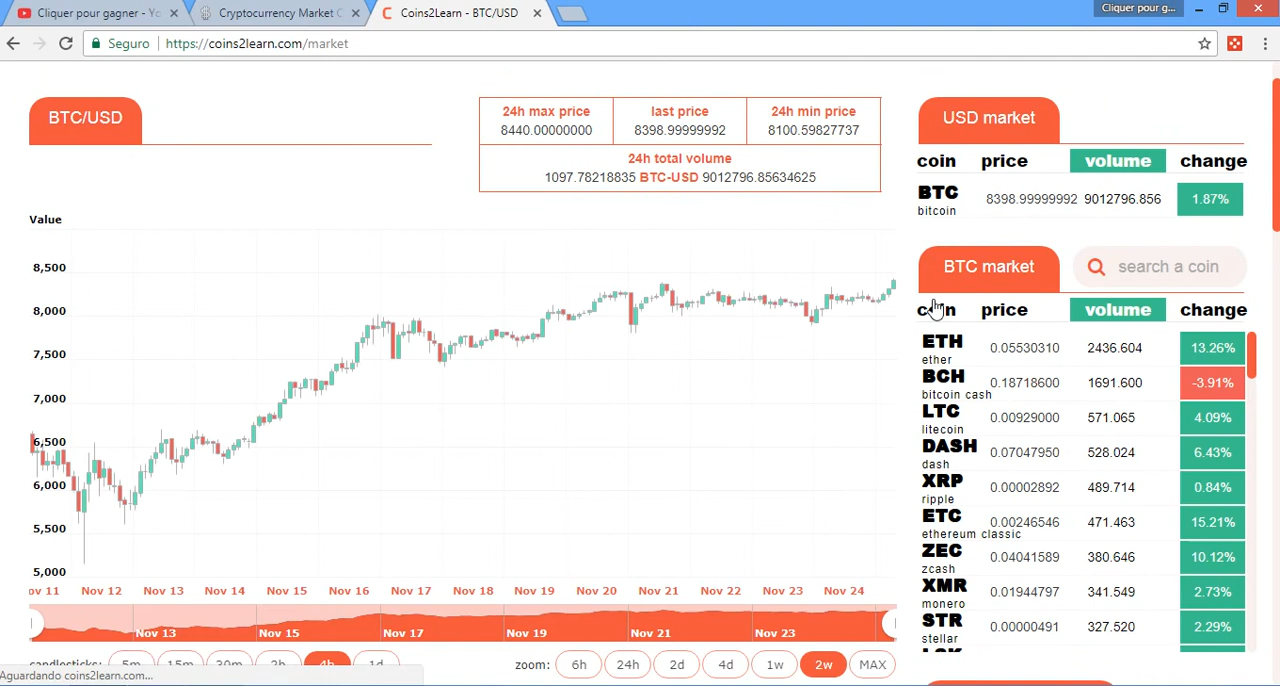 Cliquer pour gagner - Yo
Cryptocurrency Market C
Coins2Learn - BTC/USD
Cliquer pour g...
Seguro
https://coins2learn.com/market
BTC/USD
24h max price
8440.00000000
last price
8398.99999992
24h min price
8100.59827737
24h total volume
1097.78218835 BTC-USD 9012796.85634625
USD market
coin price volume change
BTC 8398.99999992 9012796.856 1.87%
bitcoin
BTC market
search a coin
coin price volume change
ETH 0.05530310 2436.604 13.26%
ether
BCH 0.18718600 1691.600 -3.91%
bitcoin cash
LTC 0.00929000 571.065 4.09%
litecoin
DASH 0.07047950 528.024 6.43%
dash
XRP 0.00002892 489.714 0.84%
ripple
ETC 0.00246546 471.463 15.21%
ethereum classic
ZEC 0.04041589 380.646 10.12%
zcash
XMR 0.01944797 341.549 2.73%
monero
STR 0.00000491 327.520 2.29%
stellar
Value
8,500
8,000
7,500
7,000
6,500
6,000
5,500
5,000
ov 11 Nov 12 Nov 13 Nov 14 Nov 15 Nov 16 Nov 17 Nov 18 Nov 19 Nov 20 Nov 21 Nov 22 Nov 23 Nov 24
Nov 13 Nov 15 Nov 17 Nov 19 Nov 21 Nov 23
candlesticks: 5m 15m 30m 2h 4h 1d
zoom: 6h 24h 2d 4d 1w 2w MAX
Aguardando coins2learn.com...